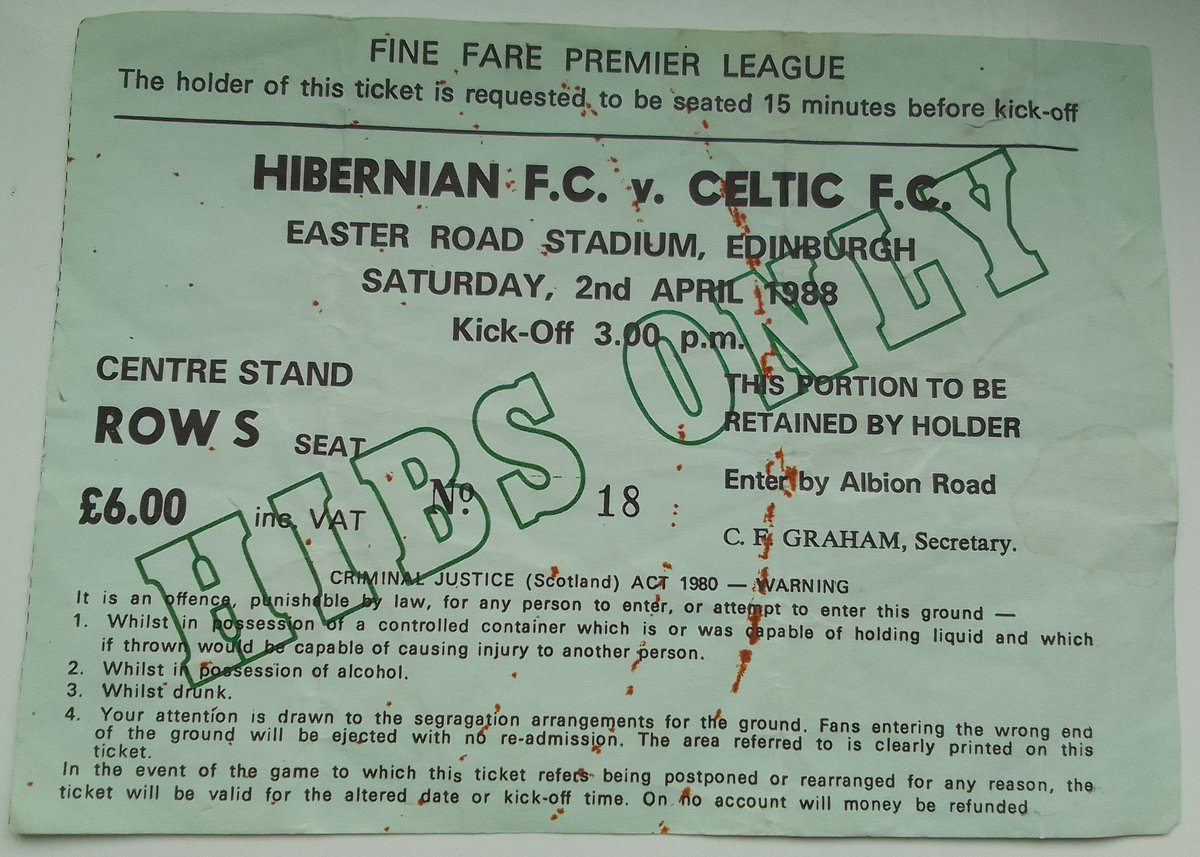 FINE FARE PREMIER LEAGUE
The holder of this ticket is requested to be seated 15 minutes before kick-off
HIBERNIAN F.C. v. CELTIC F.C.
EASTER ROAD STADIUM, EDINBURGH
SATURDAY, 2nd APRIL 1988
Kick-Off 3.00 p.m.
CENTRE STAND
ROW S SEAT
£6.00 inc. VAT
Nº 18
THIS PORTION TO BE
RETAINED BY HOLDER
Enter by Albion Road
C. F. GRAHAM, Secretary.
HIBS ONLY
CRIMINAL JUSTICE (Scotland) ACT 1980 — WARNING
It is an offence, punishable by law, for any person to enter, or attempt to enter this ground —
1. Whilst in possession of a controlled container which is or was capable of holding liquid and which
if thrown would be capable of causing injury to another person.
2. Whilst in possession of alcohol.
3. Whilst drunk.
4. Your attention is drawn to the segragation arrangements for the ground. Fans entering the wrong end
of the ground will be ejected with no re-admission. The area referred to is clearly printed on this
ticket.
In the event of the game to which this ticket refers being postponed or rearranged for any reason, the
ticket will be valid for the altered date or kick-off time. On no account will money be refunded